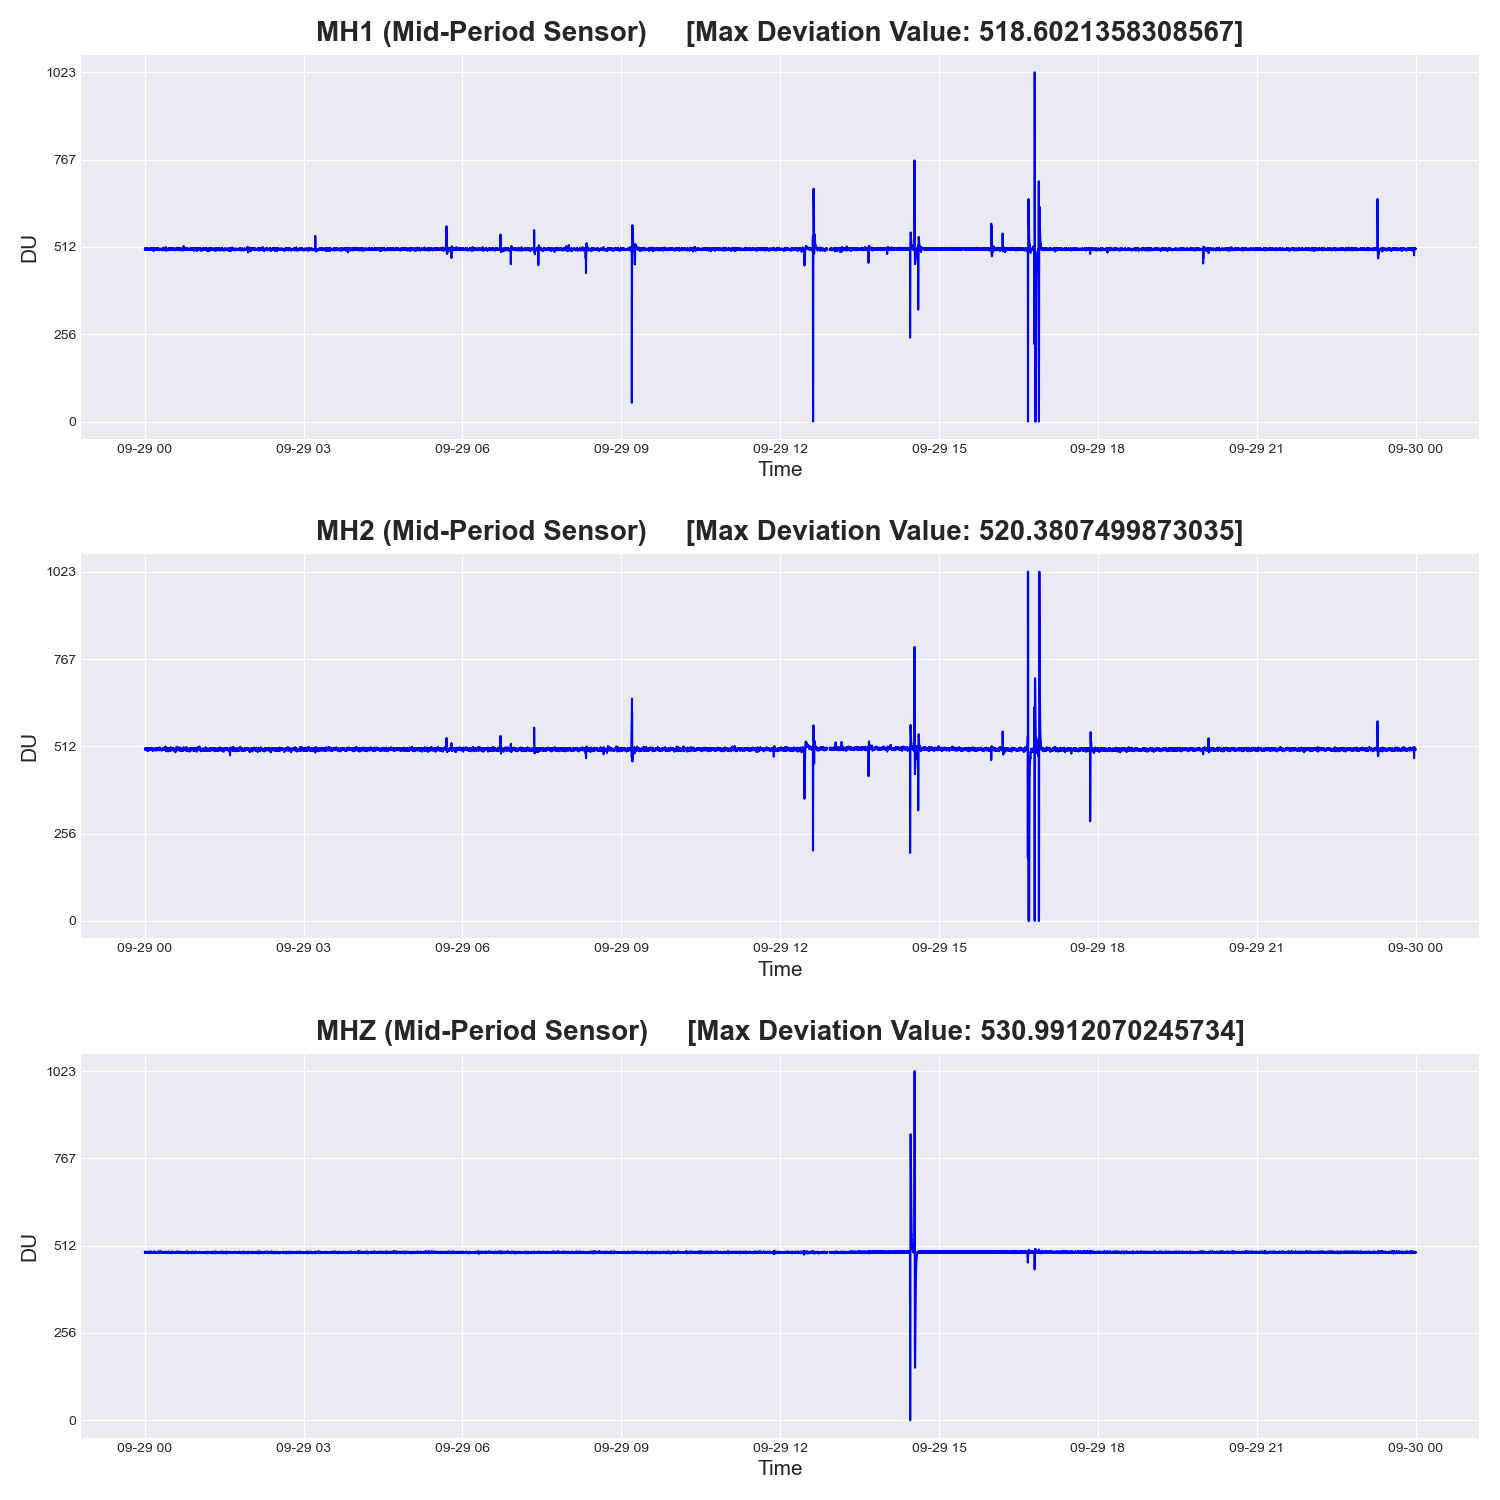 MH1 (Mid-Period Sensor) [Max Deviation Value: 518.6021358308567]
1023
767
512
256
0
DU
09-29 00 09-29 03 09-29 06 09-29 09 09-29 12 09-29 15 09-29 18 09-29 21 09-30 00
Time
MH2 (Mid-Period Sensor) [Max Deviation Value: 520.3807499873035]
1023
767
512
256
0
DU
09-29 00 09-29 03 09-29 06 09-29 09 09-29 12 09-29 15 09-29 18 09-29 21 09-30 00
Time
MHZ (Mid-Period Sensor) [Max Deviation Value: 530.9912070245734]
1023
767
512
256
0
DU
09-29 00 09-29 03 09-29 06 09-29 09 09-29 12 09-29 15 09-29 18 09-29 21 09-30 00
Time